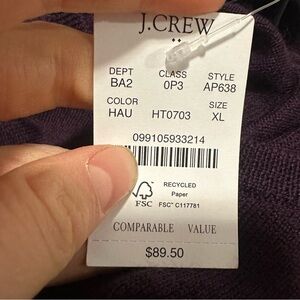 J.CREW
DEPT CLASS STYLE
BA2 0P3 AP638
COLOR SIZE
HAU HT0703 XL
099105933214
RECYCLED
Paper
FSC FSC® C117781
COMPARABLE VALUE
$89.50